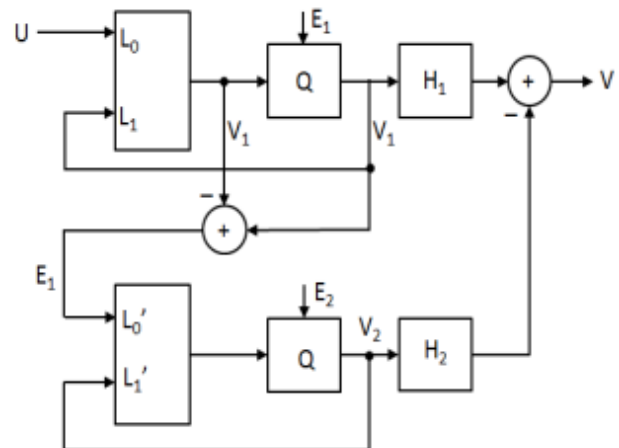 U
L₀
L₁
E₁
Q
H₁
+
V
V₁
V₁
−
−
+
E₁
L₀'
L₁'
E₂
Q
V₂
H₂